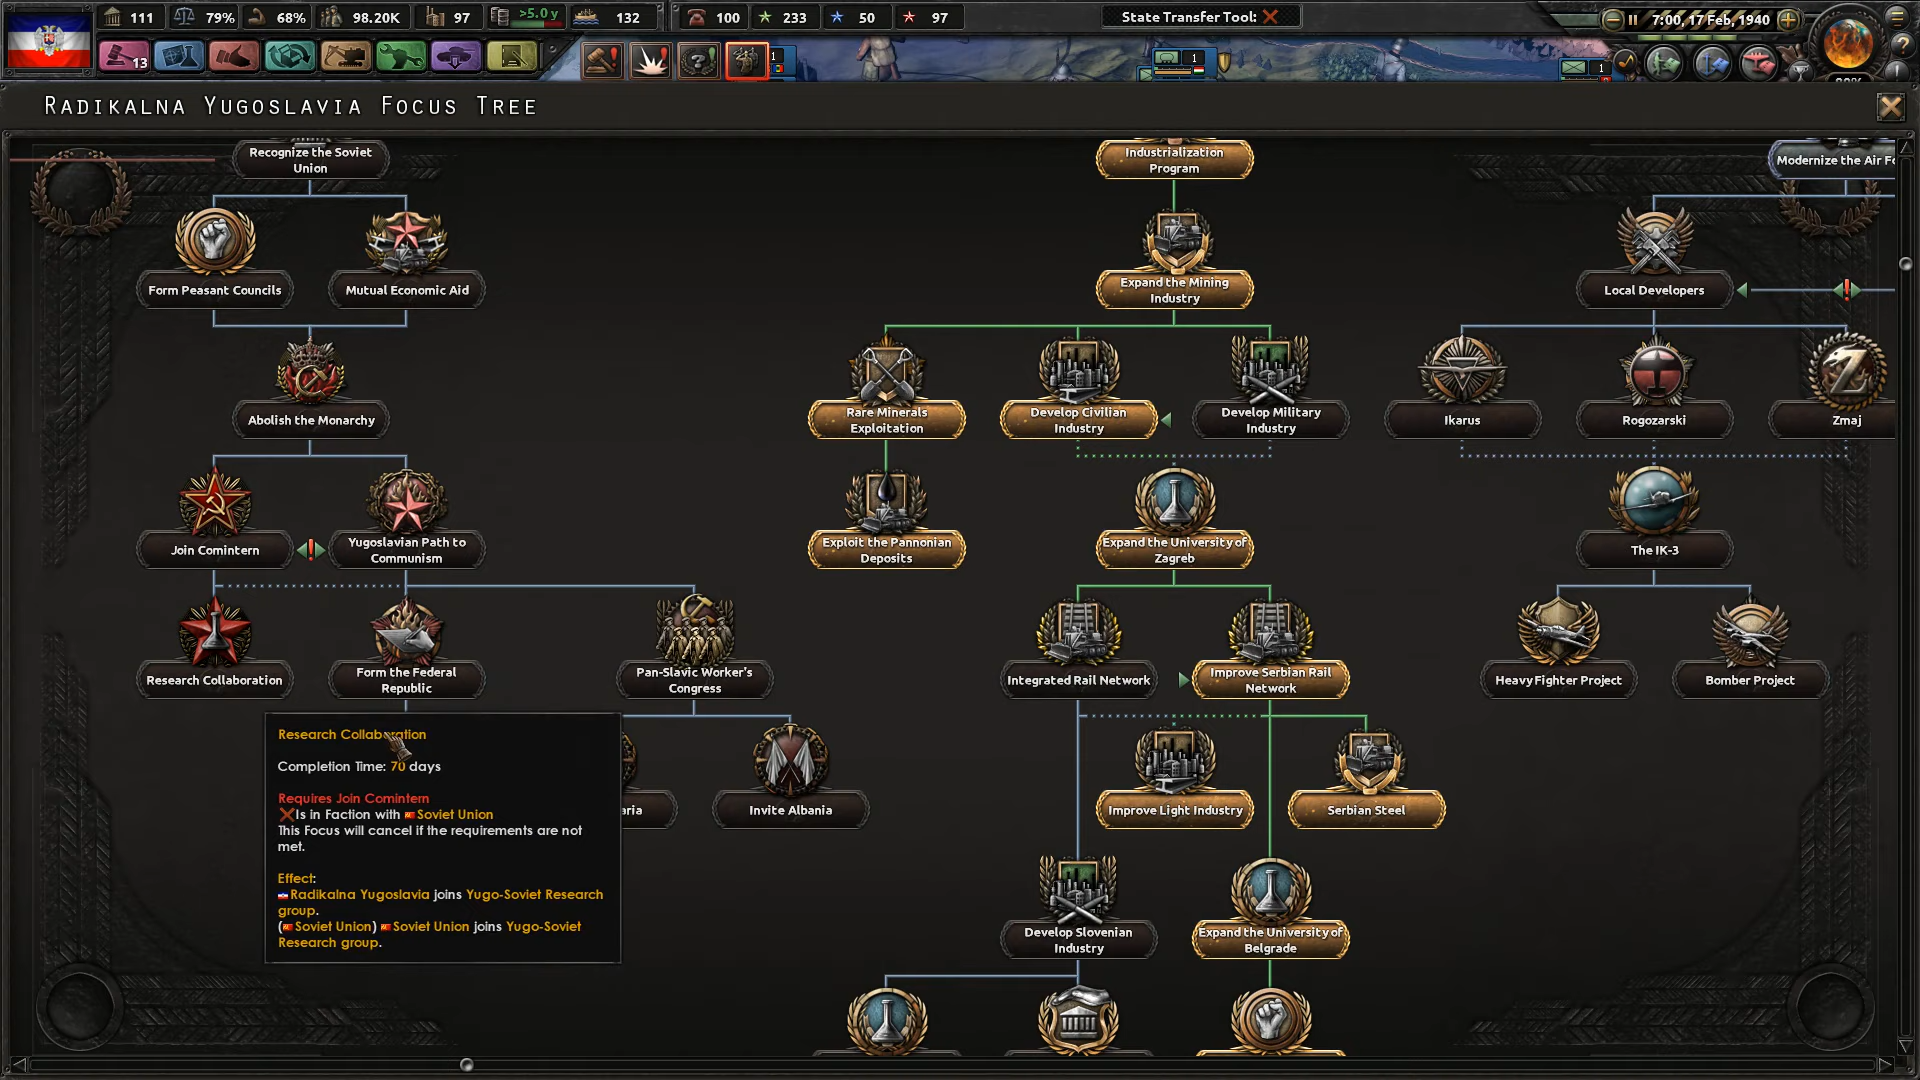 111
79%
68%
98.20K
97
>5.0 y
132
100
233
50
97
State Transfer Tool:
7:00, 17 Feb, 1940
13
1
1
1
RADIKALNA YUGOSLAVIA FOCUS TREE
Recognize the Soviet
Union
Industrialization
Program
Modernize the Air Fo
Form Peasant Councils
Mutual Economic Aid
Expand the Mining
Industry
Local Developers
Abolish the Monarchy
Rare Minerals
Exploitation
Develop Civilian
Industry
Develop Military
Industry
Ikarus
Rogozarski
Zmaj
Join Comintern
Yugoslavian Path to
Communism
Exploit the Pannonian
Deposits
Expand the University of
Zagreb
The IK-3
Research Collaboration
Form the Federal
Republic
Pan-Slavic Worker's
Congress
Integrated Rail Network
Improve Serbian Rail
Network
Heavy Fighter Project
Bomber Project
Research Collaboration
Completion Time: 70 days
Requires Join Comintern
Is in Faction with Soviet Union
This Focus will cancel if the requirements are not
met.
Effect:
Radikalna Yugoslavia joins Yugo-Soviet Research
group.
(Soviet Union) Soviet Union joins Yugo-Soviet
Research group.
aria
Invite Albania
Improve Light Industry
Serbian Steel
Develop Slovenian
Industry
Expand the University of
Belgrade